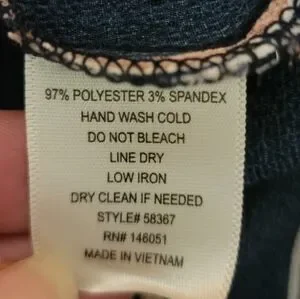 97% POLYESTER 3% SPANDEX
HAND WASH COLD
DO NOT BLEACH
LINE DRY
LOW IRON
DRY CLEAN IF NEEDED
STYLE# 58367
RN# 146051
MADE IN VIETNAM